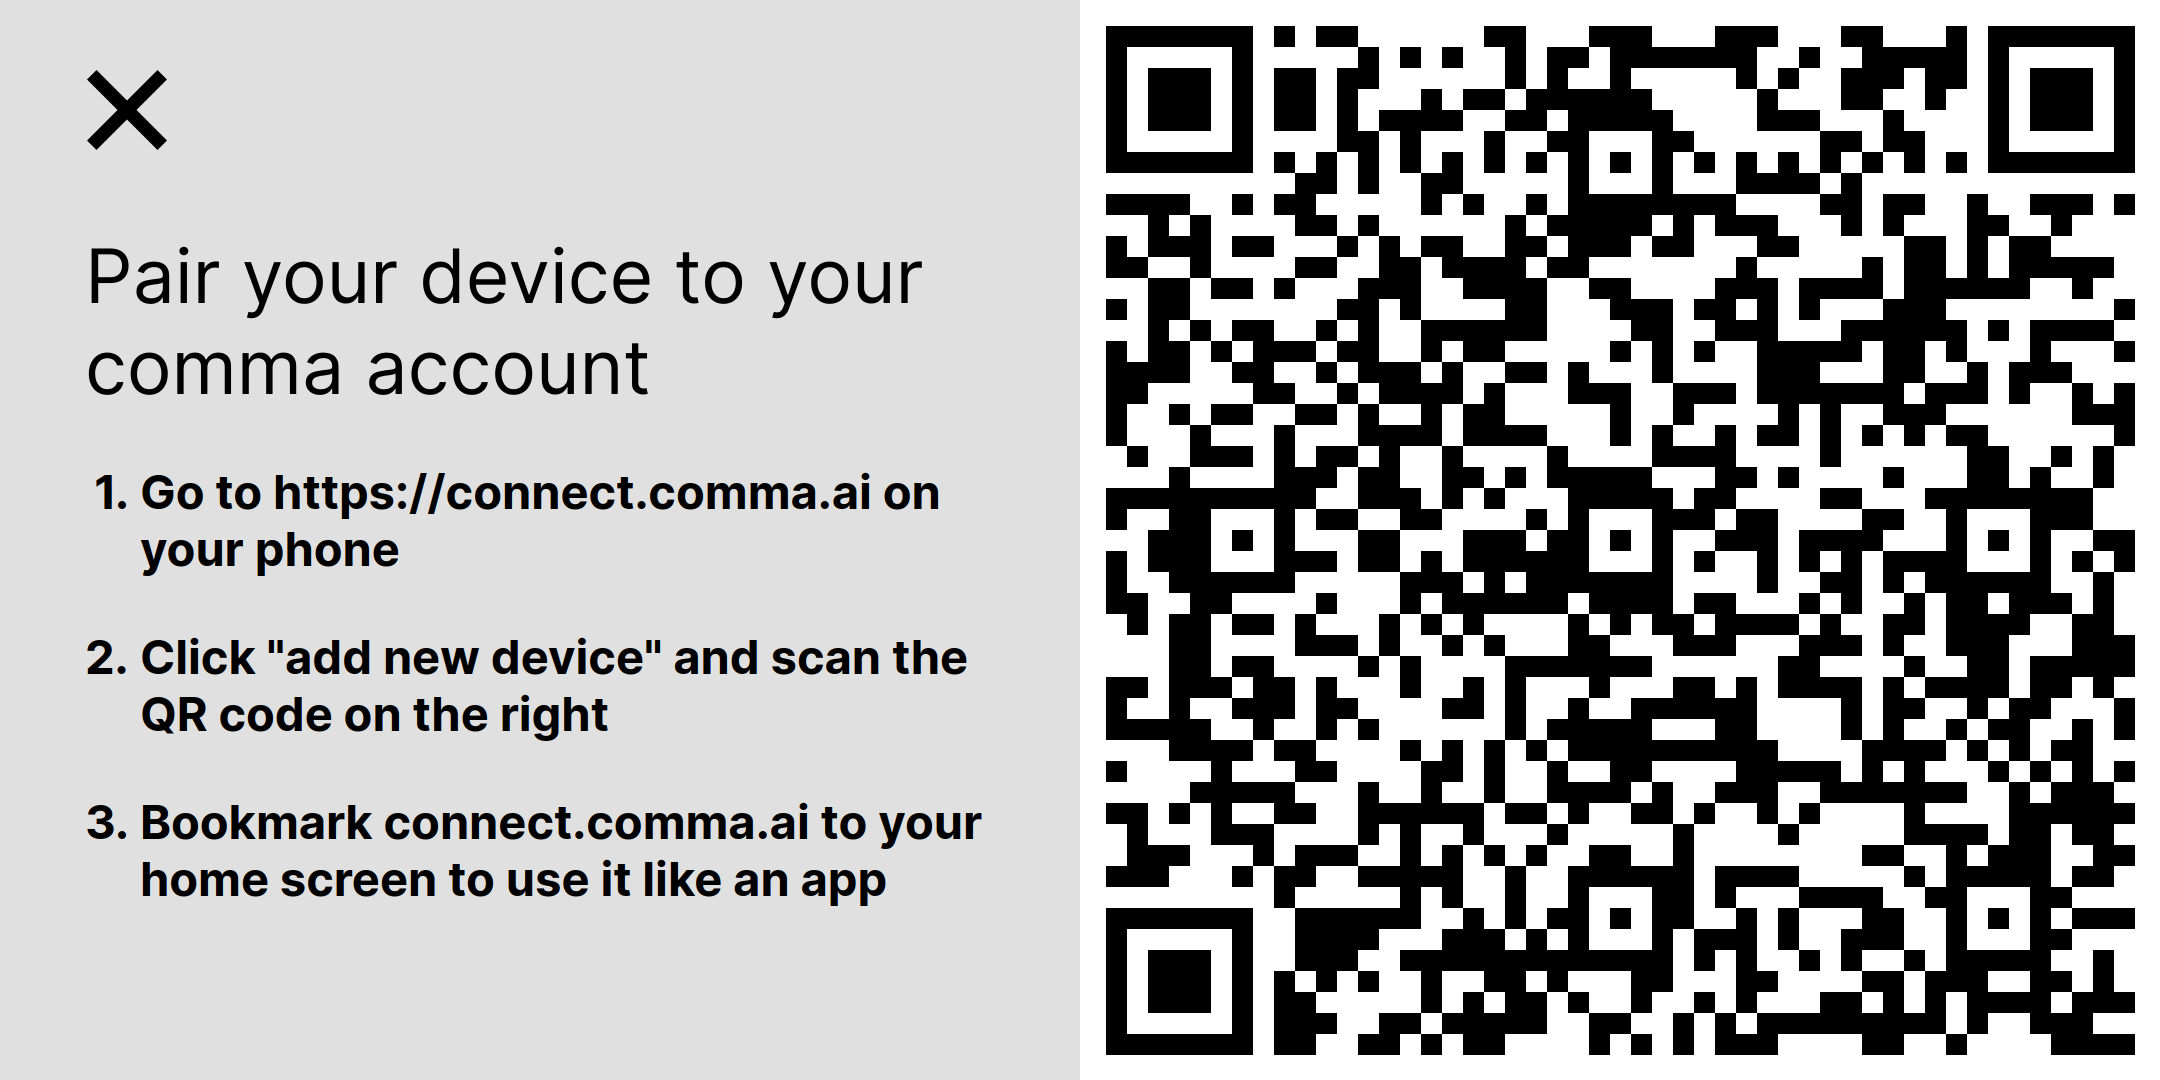 Pair your device to your
comma account
1. Go to https://connect.comma.ai on
your phone
2. Click "add new device" and scan the
QR code on the right
3. Bookmark connect.comma.ai to your
home screen to use it like an app